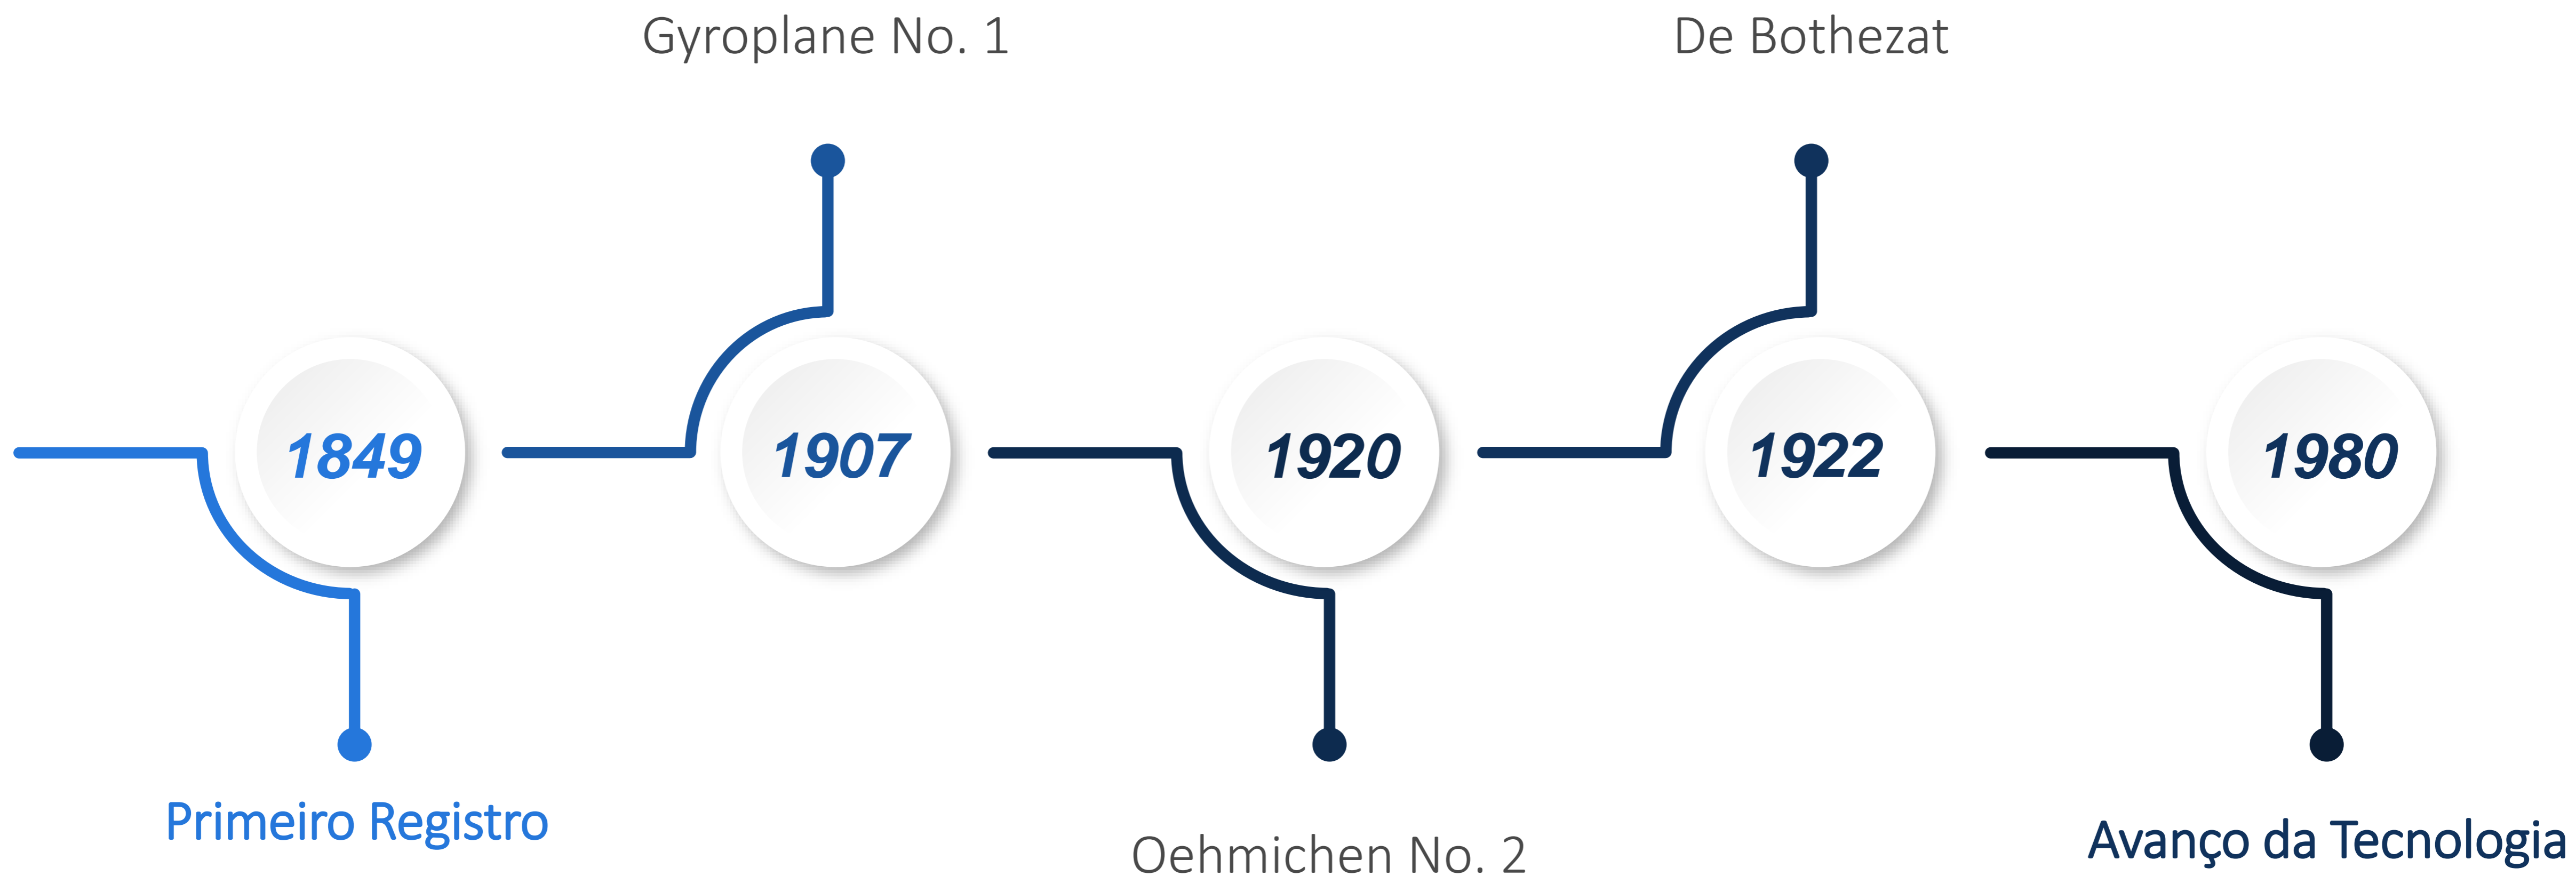 Gyroplane No. 1
De Bothezat
1849
1907
1920
1922
1980
Primeiro Registro
Oehmichen No. 2
Avanço da Tecnologia